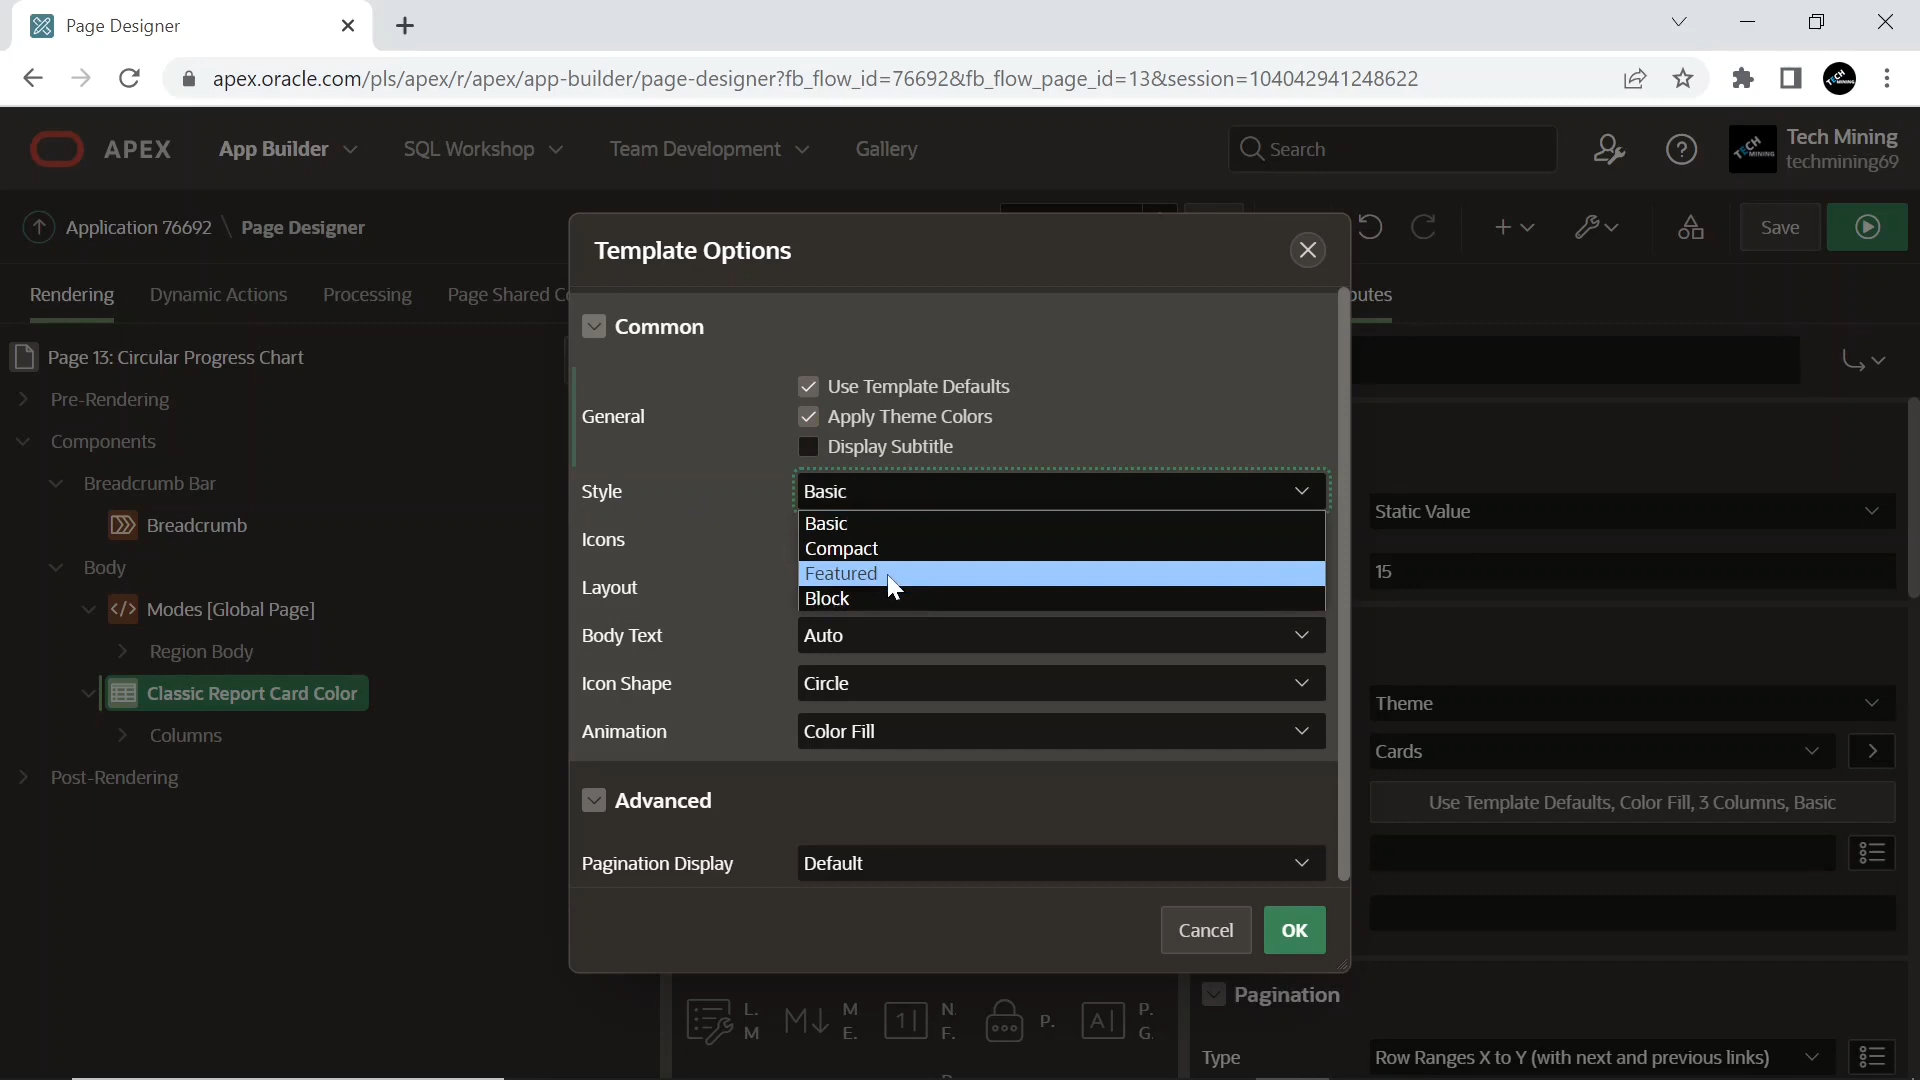 Page Designer
apex.oracle.com/pls/apex/r/apex/app-builder/page-designer?fb_flow_id=76692&fb_flow_page_id=13&session=104042941248622
APEX
App Builder
SQL Workshop
Team Development
Gallery
Search
TECH MINING
Tech Mining
techmining69
Application 76692 \ Page Designer
Save
Rendering
Dynamic Actions
Processing
Page Shared Co
butes
Page 13: Circular Progress Chart
Pre-Rendering
Components
Breadcrumb Bar
Breadcrumb
Body
Modes [Global Page]
Region Body
Classic Report Card Color
Columns
Post-Rendering
Template Options
Common
General
Use Template Defaults
Apply Theme Colors
Display Subtitle
Style
Basic
Basic
Compact
Featured
Block
Icons
Layout
Body Text
Auto
Icon Shape
Circle
Animation
Color Fill
Advanced
Pagination Display
Default
Cancel
OK
Static Value
15
Theme
Cards
Use Template Defaults, Color Fill, 3 Columns, Basic
Pagination
Type
Row Ranges X to Y (with next and previous links)
L.
M
M
E.
N.
F.
P.
P.
G.